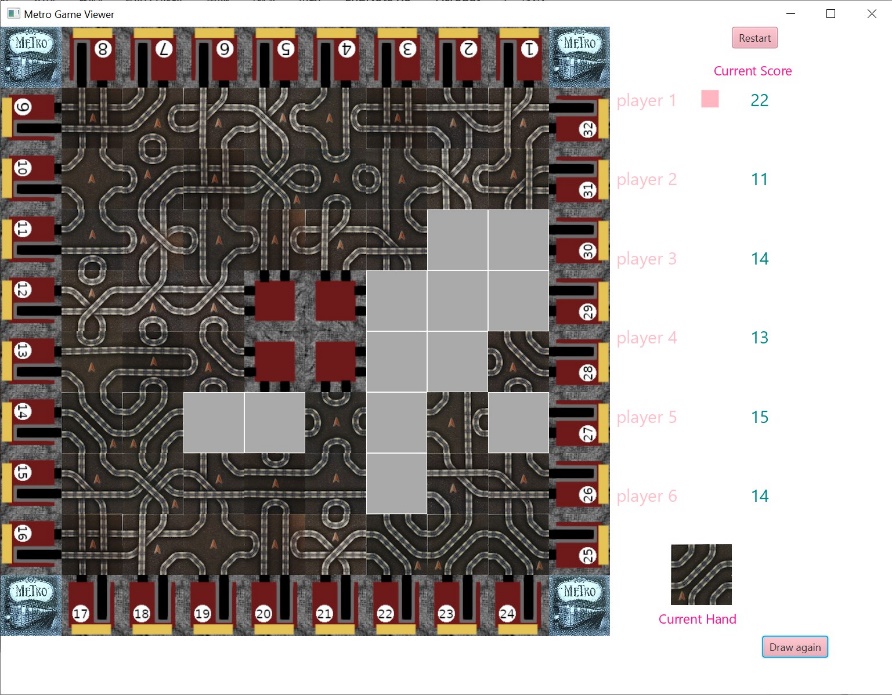 Metro Game Viewer
METRO 8 7 6 5 4 3 2 1 METRO
Restart
Current Score
player 1 22
9 32
10 31
player 2 11
11 30
player 3 14
12 29
player 4 13
13 28
14 27
player 5 15
15 26
player 6 14
16 25
METRO 17 18 19 20 21 22 23 24 METRO
Current Hand
Draw again